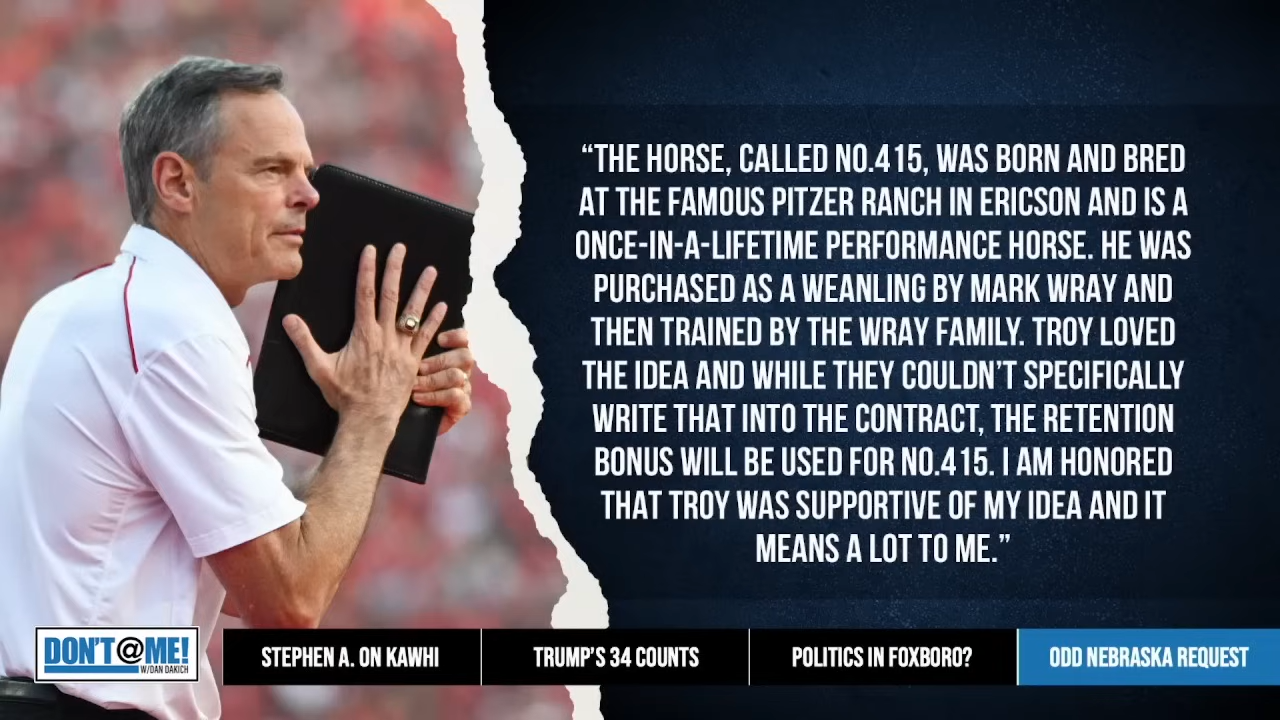 “THE HORSE, CALLED NO.415, WAS BORN AND BRED
AT THE FAMOUS PITZER RANCH IN ERICSON AND IS A
ONCE-IN-A-LIFETIME PERFORMANCE HORSE. HE WAS
PURCHASED AS A WEANLING BY MARK WRAY AND
THEN TRAINED BY THE WRAY FAMILY. TROY LOVED
THE IDEA AND WHILE THEY COULDN’T SPECIFICALLY
WRITE THAT INTO THE CONTRACT, THE RETENTION
BONUS WILL BE USED FOR NO.415. I AM HONORED
THAT TROY WAS SUPPORTIVE OF MY IDEA AND IT
MEANS A LOT TO ME.”
DON'T @ ME!
W/DAN DAKICH
STEPHEN A. ON KAWHI
TRUMP’S 34 COUNTS
POLITICS IN FOXBORO?
ODD NEBRASKA REQUEST